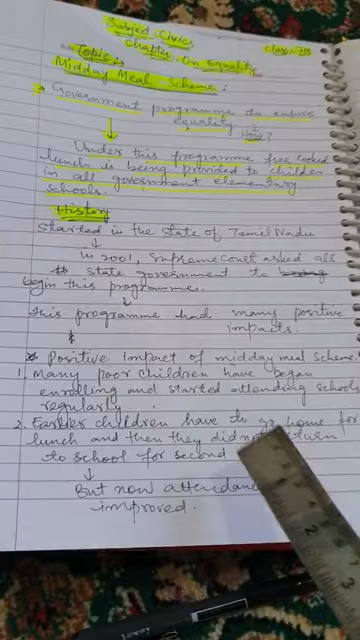 Subject Civics
Class - VII
Chapter On Equality
Topic:
Midday Meal Scheme:
Government programme to ensure
equality
How?
Under this programme free cooked
lunch is being provided to children
in all government elementary
schools.
History
Started in the state of Tamil Nadu
In 2001, Supreme Court asked all
state government to
begin this programme.
This programme had many positive
impacts.
Positive impact of midday meal scheme.
1. Many poor children have began
enrolling and started attending schools
regularly.
2. Earlier children have to go home for
lunch and then they did not return
to school for second
But now attendance
improved.